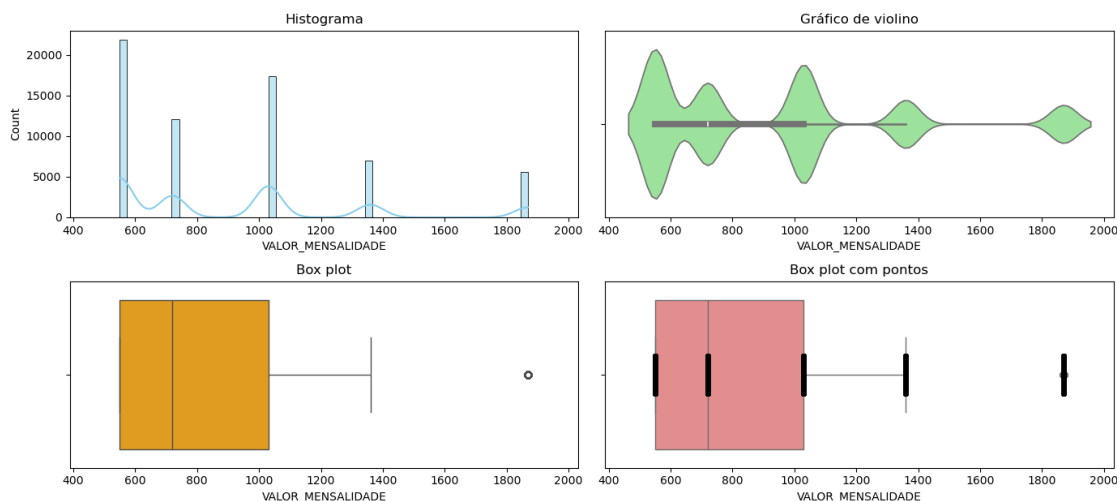 Histograma
Count
20000
15000
10000
5000
0
400 600 800 1000 1200 1400 1600 1800 2000
VALOR_MENSALIDADE
Gráfico de violino
400 600 800 1000 1200 1400 1600 1800 2000
VALOR_MENSALIDADE
Box plot
400 600 800 1000 1200 1400 1600 1800 2000
VALOR_MENSALIDADE
Box plot com pontos
400 600 800 1000 1200 1400 1600 1800 2000
VALOR_MENSALIDADE